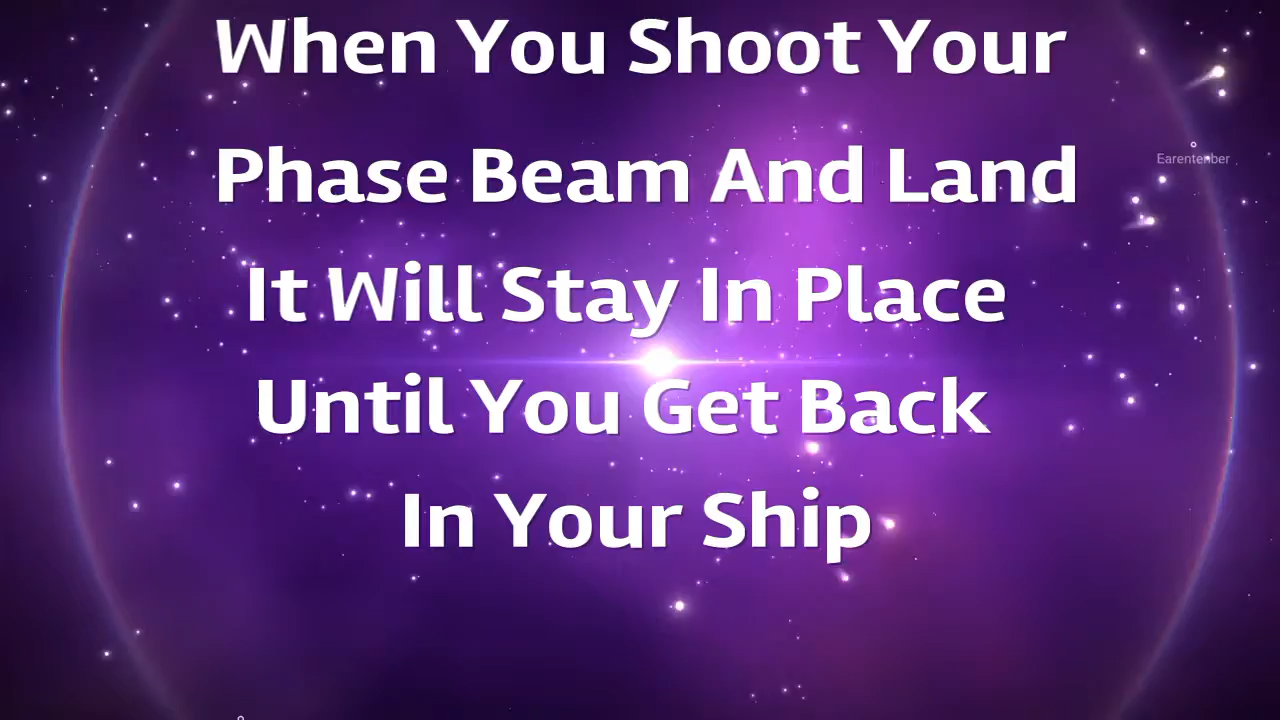 When You Shoot Your
Earentenber
Phase Beam And Land
It Will Stay In Place
Until You Get Back
In Your Ship